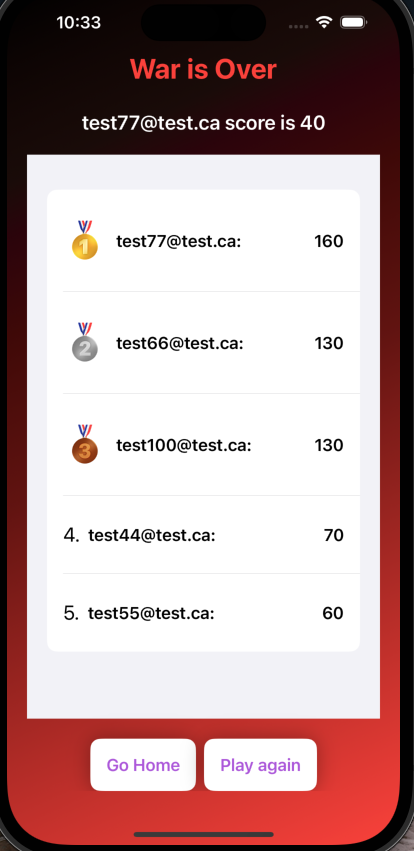 10:33
War is Over
test77@test.ca score is 40
1 test77@test.ca: 160
2 test66@test.ca: 130
3 test100@test.ca: 130
4. test44@test.ca: 70
5. test55@test.ca: 60
Go Home Play again